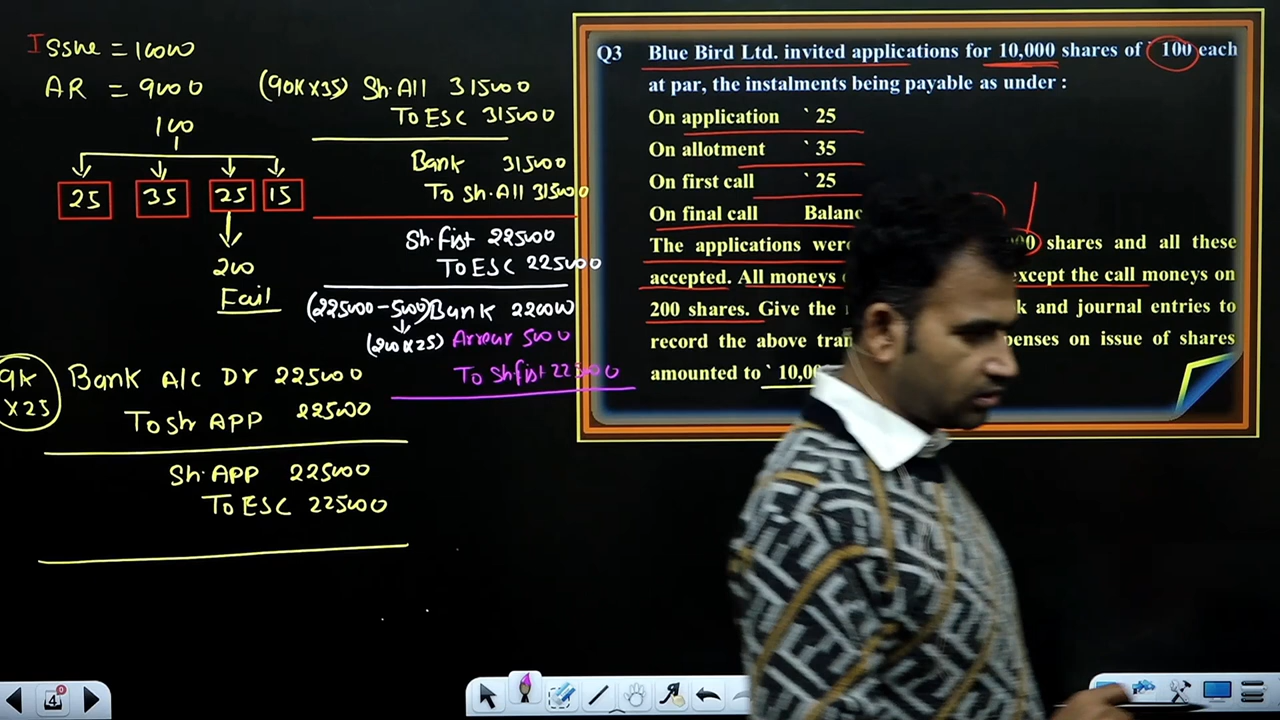 Issue = 10000
AR = 9000
100
25 35 25 15
200
Fail
9K
x25
Bank A/c Dr 225000
To Sh APP 225000
Sh. APP 225000
To ESC 225000
(90K x 35) Sh. All 315000
To ESC 315000
Bank 315000
To Sh. All 315000
Sh. fist 225000
To ESC 225000
(225000 - 5000) Bank 220000
(200 x 25) Arrear 5000
To Sh fist 225000
Q3 Blue Bird Ltd. invited applications for 10,000 shares of ` 100 each
at par, the instalments being payable as under :
On application ` 25
On allotment ` 35
On first call ` 25
On final call Balanc
The applications were shares and all these
accepted. All moneys except the call moneys on
200 shares. Give the k and journal entries to
record the above tran penses on issue of shares
amounted to ` 10,00
4
0